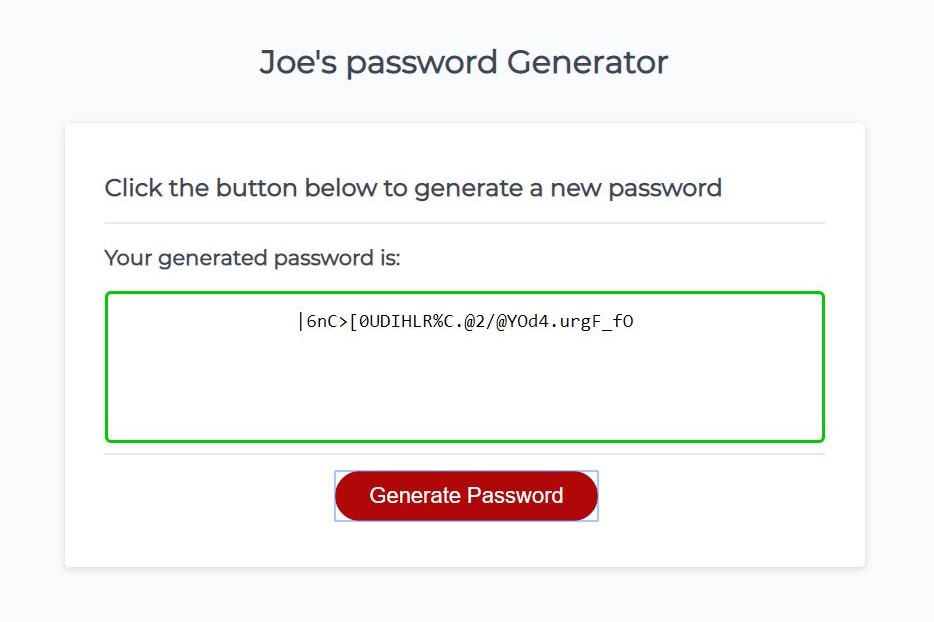 Joe's password Generator
Click the button below to generate a new password
Your generated password is:
|6nC>[0UDIHLR%C.@2/@YOd4.urgF_fO
Generate Password